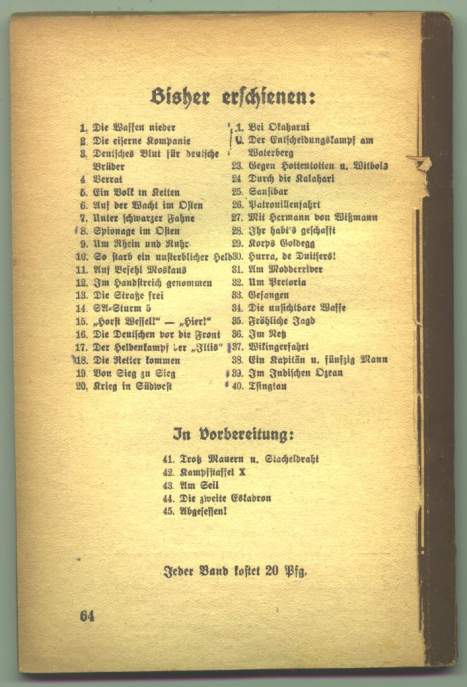 Bisher erschienen:
1. Die Waffen nieder
2. Die eiserne Kompanie
3. Deutsches Blut für deutsche
Brüder
4. Verrat
5. Ein Volk in Ketten
6. Auf der Wacht im Osten
7. Unter schwarzer Fahne
8. Spionage im Osten
9. Am Rhein und Ruhr
10. So starb ein unsterblicher Held
11. Auf Befehl Moskaus
12. Im Handstreich genommen
13. Die Straße frei
14. SA-Sturm 5
15. „Horst Wessel!" — „Hier!"
16. Die Deutschen vor die Front
17. Der Heldenkampf der „Iltis"
18. Die Retter kommen
19. Von Sieg zu Sieg
20. Krieg in Südwest
1. Bei Okaharui
Der Entscheidungskampf am
Waterberg
23. Gegen Hottentotten u. Witbois
24. Durch die Kalahari
25. Sansibar
26. Patrouillenfahrt
27. Mit Hermann von Wißmann
28. Ihr habt's geschafft
29. Korps Goldegg
30. Hurra, de Duitsers!
31. Am Modderriver
32. Um Pretoria
33. Gefangen
34. Die unsichtbare Waffe
35. Fröhliche Jagd
36. Im Netz
37. Wikingerfahrt
38. Ein Kapitän u. fünfzig Mann
39. Im Indischen Ozean
40. Tsingtau
In Vorbereitung:
41. Trotz Mauern u. Stacheldraht
42. Kampfstaffel X
43. Am Seil
44. Die zweite Eskadron
45. Abgesessen!
Jeder Band kostet 20 Pfg.
64